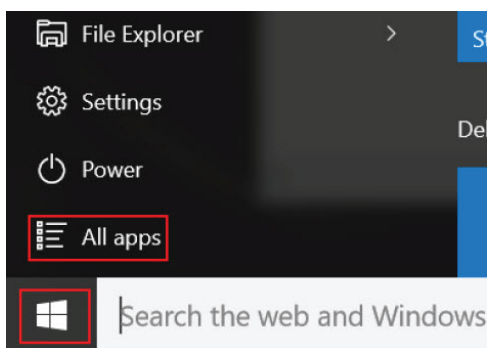 File Explorer
Settings
Power
All apps
Search the web and Windows